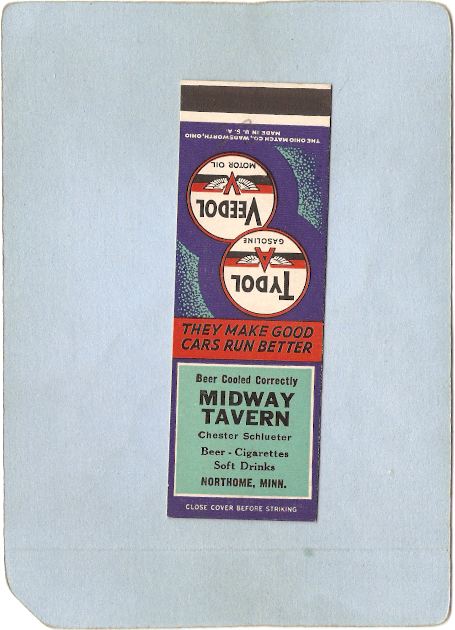 THE OHIO MATCH CO., WADSWORTH, OHIO
MADE IN U. S. A.
TYDOL
GASOLINE
A
VEEDOL
MOTOR OIL
THEY MAKE GOOD
CARS RUN BETTER
Beer Cooled Correctly
MIDWAY
TAVERN
Chester Schlueter
Beer - Cigarettes
Soft Drinks
NORTHOME, MINN.
CLOSE COVER BEFORE STRIKING